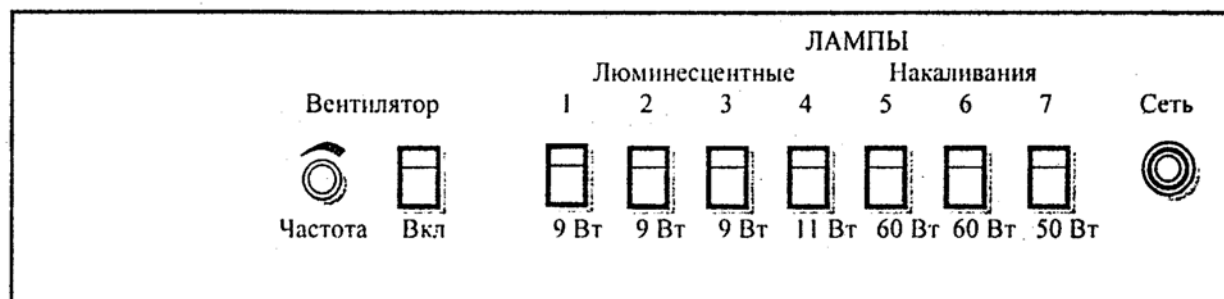 ЛАМПЫ
Люминесцентные Накаливания
Вентилятор 1 2 3 4 5 6 7 Сеть
Частота Вкл 9 Вт 9 Вт 9 Вт 11 Вт 60 Вт 60 Вт 50 Вт